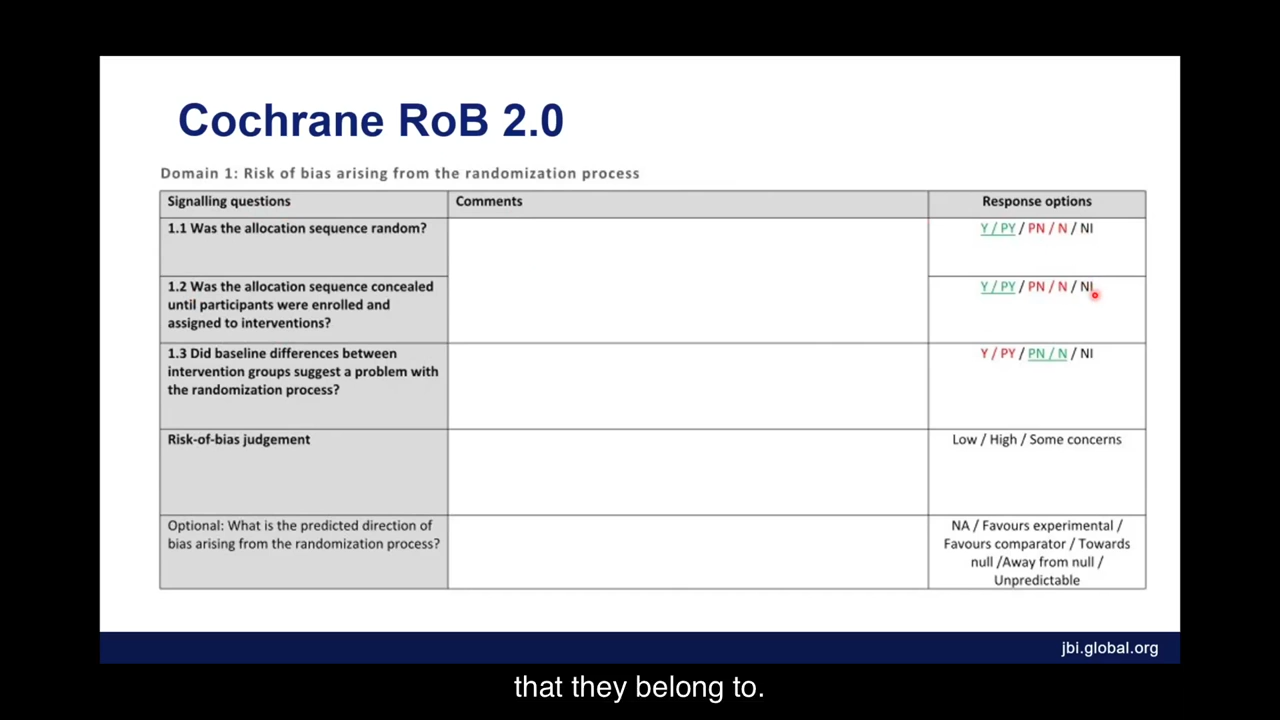 Cochrane RoB 2.0
Domain 1: Risk of bias arising from the randomization process
Signalling questions
Comments
Response options
1.1 Was the allocation sequence random?
Y / PY / PN / N / NI
1.2 Was the allocation sequence concealed
until participants were enrolled and
assigned to interventions?
Y / PY / PN / N / NI
1.3 Did baseline differences between
intervention groups suggest a problem with
the randomization process?
Y / PY / PN / N / NI
Risk-of-bias judgement
Low / High / Some concerns
Optional: What is the predicted direction of
bias arising from the randomization process?
NA / Favours experimental /
Favours comparator / Towards
null /Away from null /
Unpredictable
jbi.global.org
that they belong to.